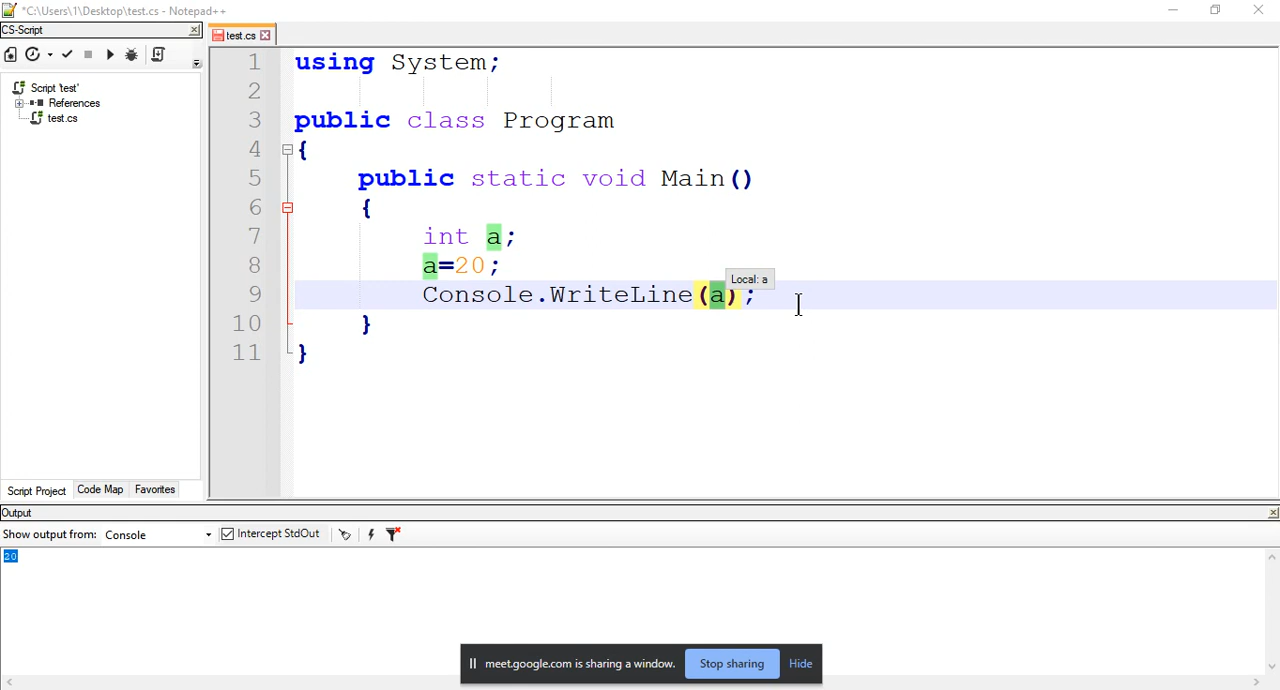 *C:\Users\1\Desktop\test.cs - Notepad++
CS-Script
test.cs
Script 'test'
References
test.cs
1 using System;
2
3 public class Program
4 {
5 public static void Main()
6 {
7 int a;
8 a=20;
Local: a
9 Console.WriteLine(a);
10 }
11 }
Script Project Code Map Favorites
Output
Show output from: Console Intercept StdOut
20
meet.google.com is sharing a window. Stop sharing Hide